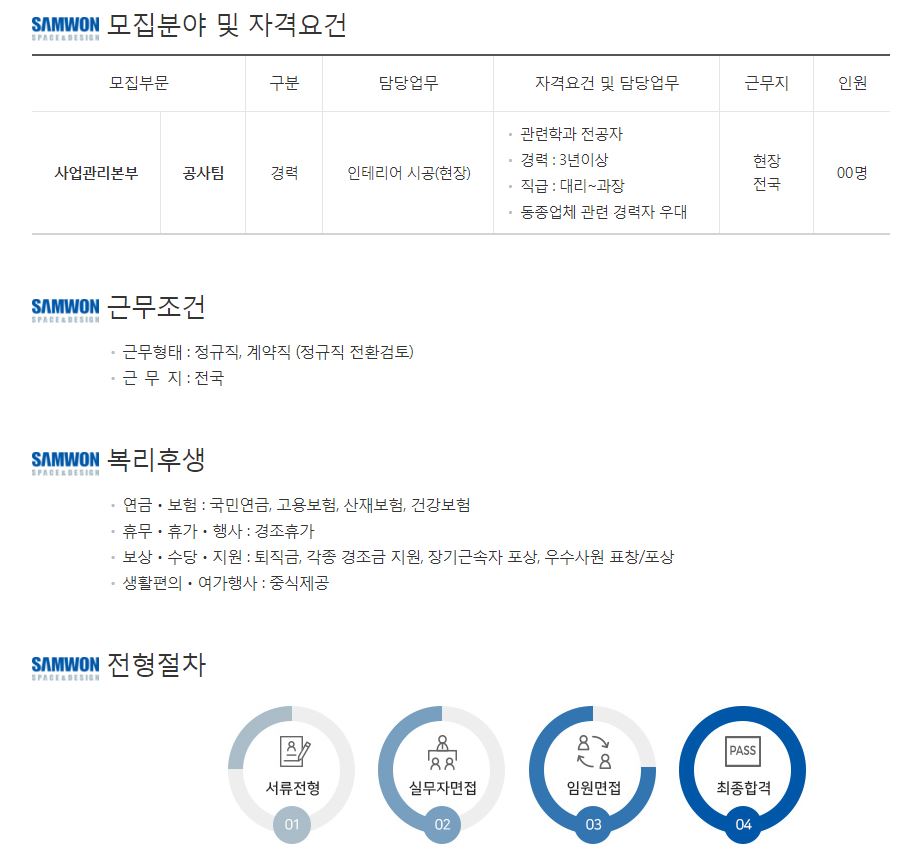 SAMWON
SPACE&DESIGN
모집분야 및 자격요건
모집부문 구분 담당업무 자격요건 및 담당업무 근무지 인원
사업관리본부 공사팀 경력 인테리어 시공(현장)
• 관련학과 전공자
• 경력 : 3년이상
• 직급 : 대리~과장
• 동종업체 관련 경력자 우대
현장
전국
00명
SAMWON
SPACE&DESIGN
근무조건
• 근무형태 : 정규직, 계약직 (정규직 전환검토)
• 근 무 지 : 전국
SAMWON
SPACE&DESIGN
복리후생
• 연금・보험 : 국민연금, 고용보험, 산재보험, 건강보험
• 휴무・휴가・행사 : 경조휴가
• 보상・수당・지원 : 퇴직금, 각종 경조금 지원, 장기근속자 포상, 우수사원 표창/포상
• 생활편의・여가행사 : 중식제공
SAMWON
SPACE&DESIGN
전형절차
서류전형
01
실무자면접
02
임원면접
03
PASS
최종합격
04